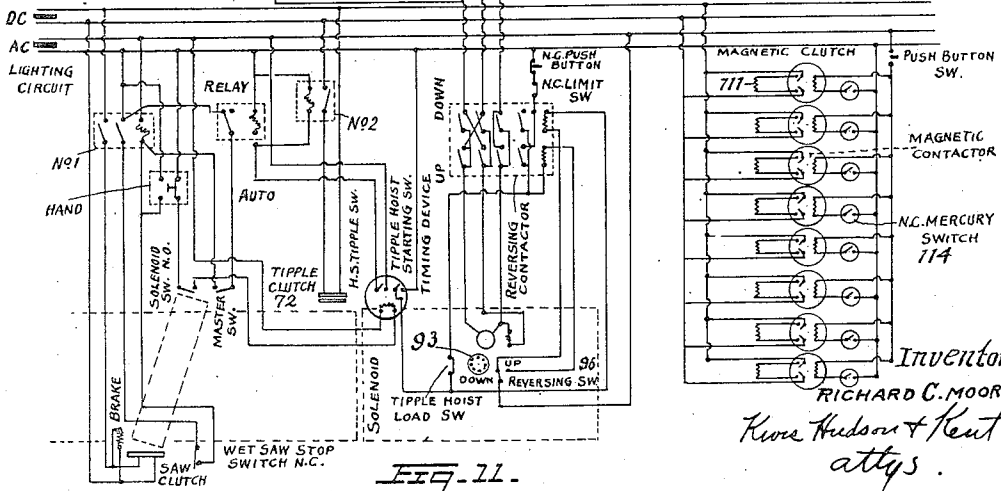 DC
AC
LIGHTING
CIRCUIT
RELAY
Nº1
Nº2
HAND
AUTO
SOLENOID
SW. N.O.
MASTER
SW.
TIPPLE
CLUTCH
72
H.S. TIPPLE SW.
TIPPLE HOIST
STARTING SW.
TIMING DEVICE
DOWN
UP
N.C. PUSH
BUTTON
N.C. LIMIT
SW
REVERSING
CONTACTOR
MAGNETIC CLUTCH
711
PUSH BUTTON
SW.
MAGNETIC
CONTACTOR
N.C. MERCURY
SWITCH
114
93
UP
96
DOWN
REVERSING SW
TIPPLE HOIST
LOAD SW
SOLENOID
BRAKE
SAW
CLUTCH
WET SAW STOP
SWITCH N.C.
FIG. 11.
Inventor
RICHARD C. MOOR
Hudson & Kent
attys.